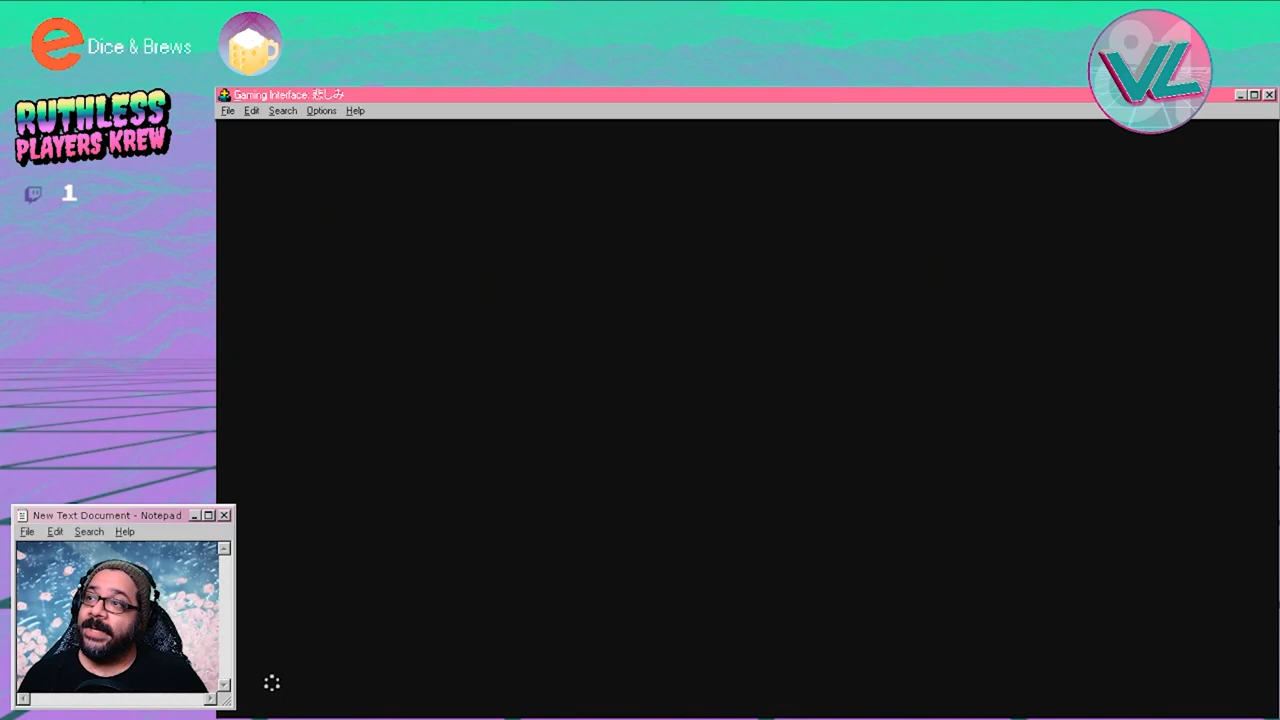 e Dice & Brews
RUTHLESS
PLAYERS KREW
1
VL
Gaming Interface: 悲しみ
File Edit Search Options Help
New Text Document - Notepad
File Edit Search Help